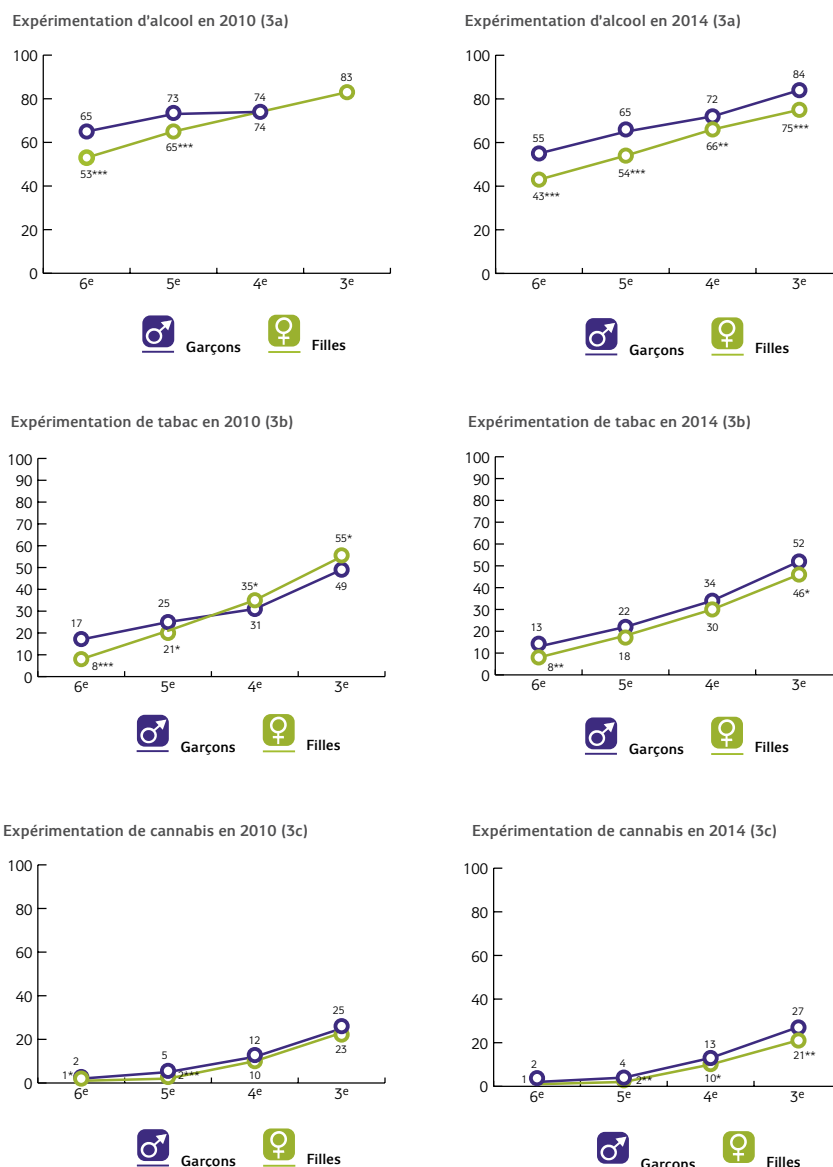 Expérimentation d'alcool en 2010 (3a)
100
80
60
40
20
0
65
73
74
83
53***
65***
74
6e
5e
4e
3e
Garçons
Filles
Expérimentation d'alcool en 2014 (3a)
100
80
60
40
20
0
55
65
72
84
43***
54***
66**
75***
6e
5e
4e
3e
Garçons
Filles
Expérimentation de tabac en 2010 (3b)
100
90
80
70
60
50
40
30
20
10
0
17
25
35*
55*
8***
21*
31
49
6e
5e
4e
3e
Garçons
Filles
Expérimentation de tabac en 2014 (3b)
100
90
80
70
60
50
40
30
20
10
0
13
22
34
52
8**
18
30
46*
6e
5e
4e
3e
Garçons
Filles
Expérimentation de cannabis en 2010 (3c)
100
80
60
40
20
0
2
5
12
25
1*
2***
10
23
6e
5e
4e
3e
Garçons
Filles
Expérimentation de cannabis en 2014 (3c)
100
80
60
40
20
0
2
4
13
27
1
2**
10*
21**
6e
5e
4e
3e
Garçons
Filles